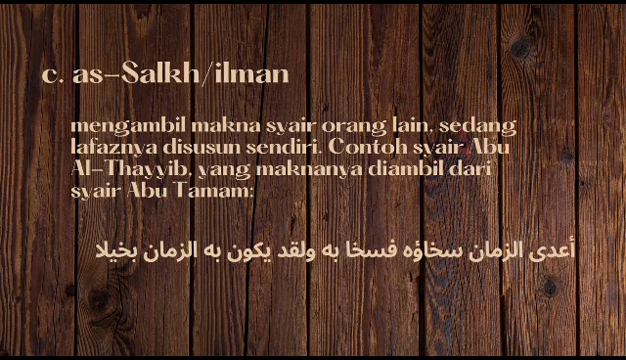 c. as-Salkh/ilman
mengambil makna syair orang lain, sedang
lafaznya disusun sendiri. Contoh syair Abu
Al-Thayyib, yang maknanya diambil dari
syair Abu Tamam:
أعدى الزمان سخاؤه فسخا به ولقد يكون به الزمان بخيلا